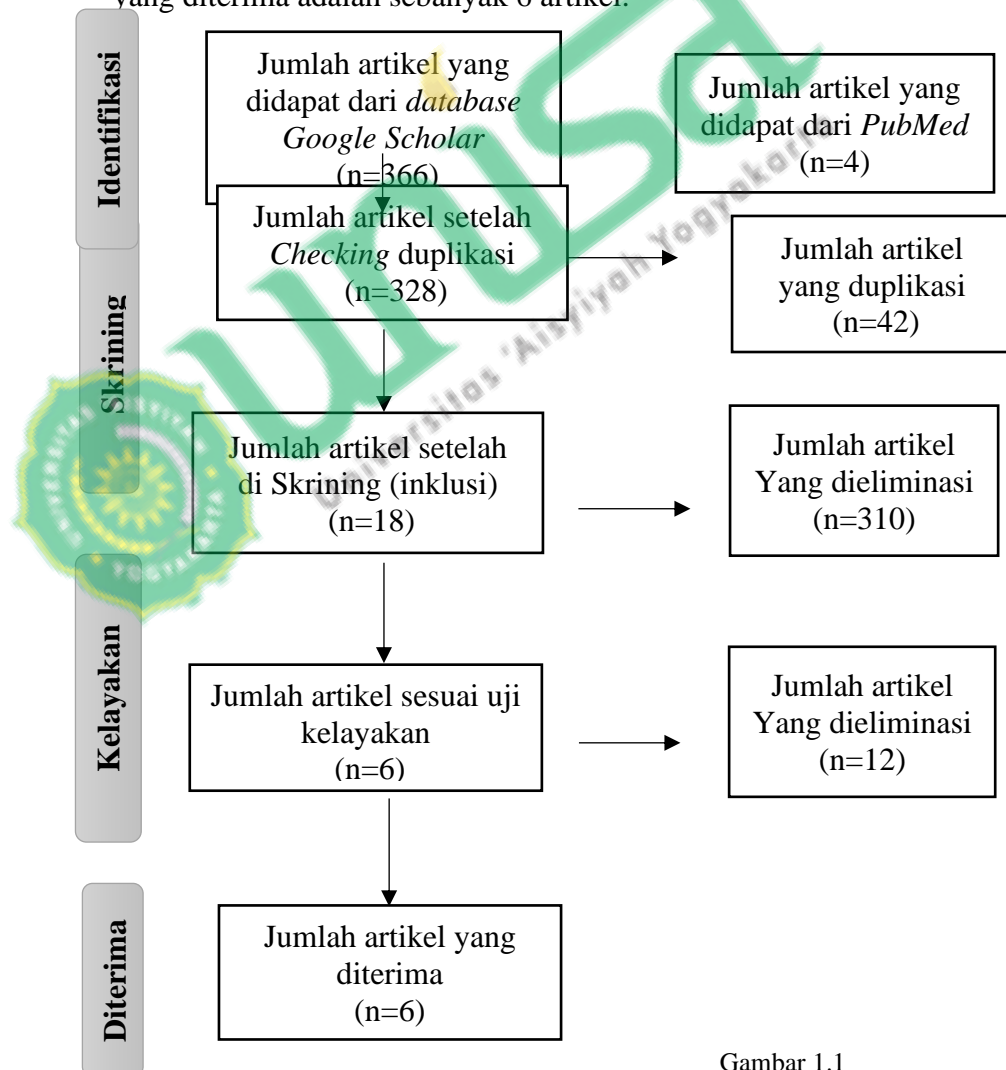 yang diterima adalah sebanyak 6 artikel.
Identifikasi
Jumlah artikel yang
didapat dari database
Google Scholar
(n=366)
Jumlah artikel yang
didapat dari PubMed
(n=4)
Jumlah artikel setelah
Checking duplikasi
(n=328)
Jumlah artikel
yang duplikasi
(n=42)
Skrining
Jumlah artikel setelah
di Skrining (inklusi)
(n=18)
Jumlah artikel
Yang dieliminasi
(n=310)
Kelayakan
Jumlah artikel sesuai uji
kelayakan
(n=6)
Jumlah artikel
Yang dieliminasi
(n=12)
Diterima
Jumlah artikel yang
diterima
(n=6)
Gambar 1.1
unisa
Universitas 'Aisyiyah Yogyakarta